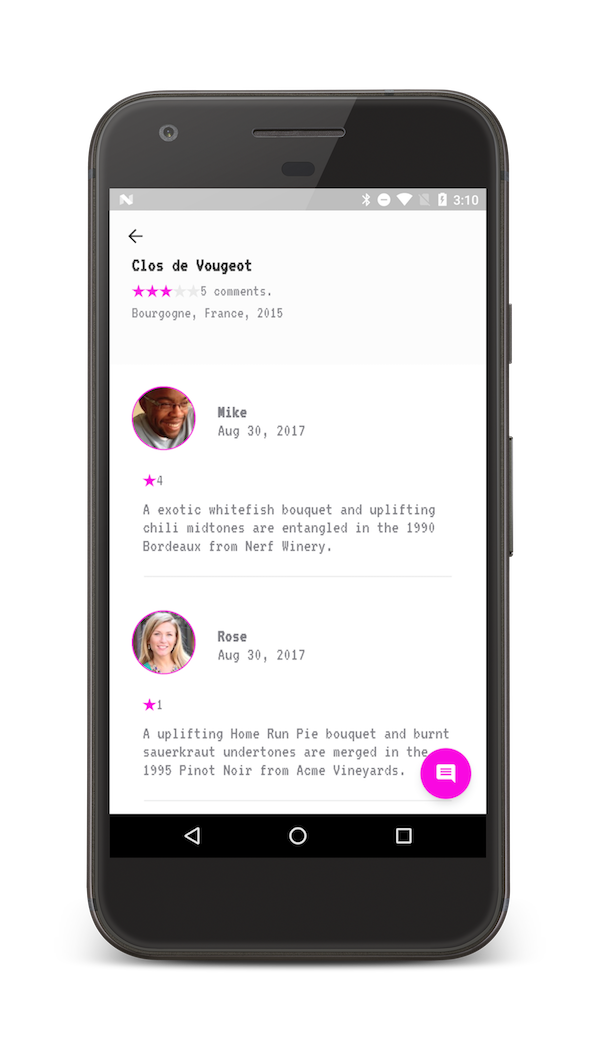 3:10
Clos de Vougeot
5 comments.
Bourgogne, France, 2015
Mike
Aug 30, 2017
4
A exotic whitefish bouquet and uplifting
chili midtones are entangled in the 1990
Bordeaux from Nerf Winery.
Rose
Aug 30, 2017
1
A uplifting Home Run Pie bouquet and burnt
sauerkraut undertones are merged in the
1995 Pinot Noir from Acme Vineyards.